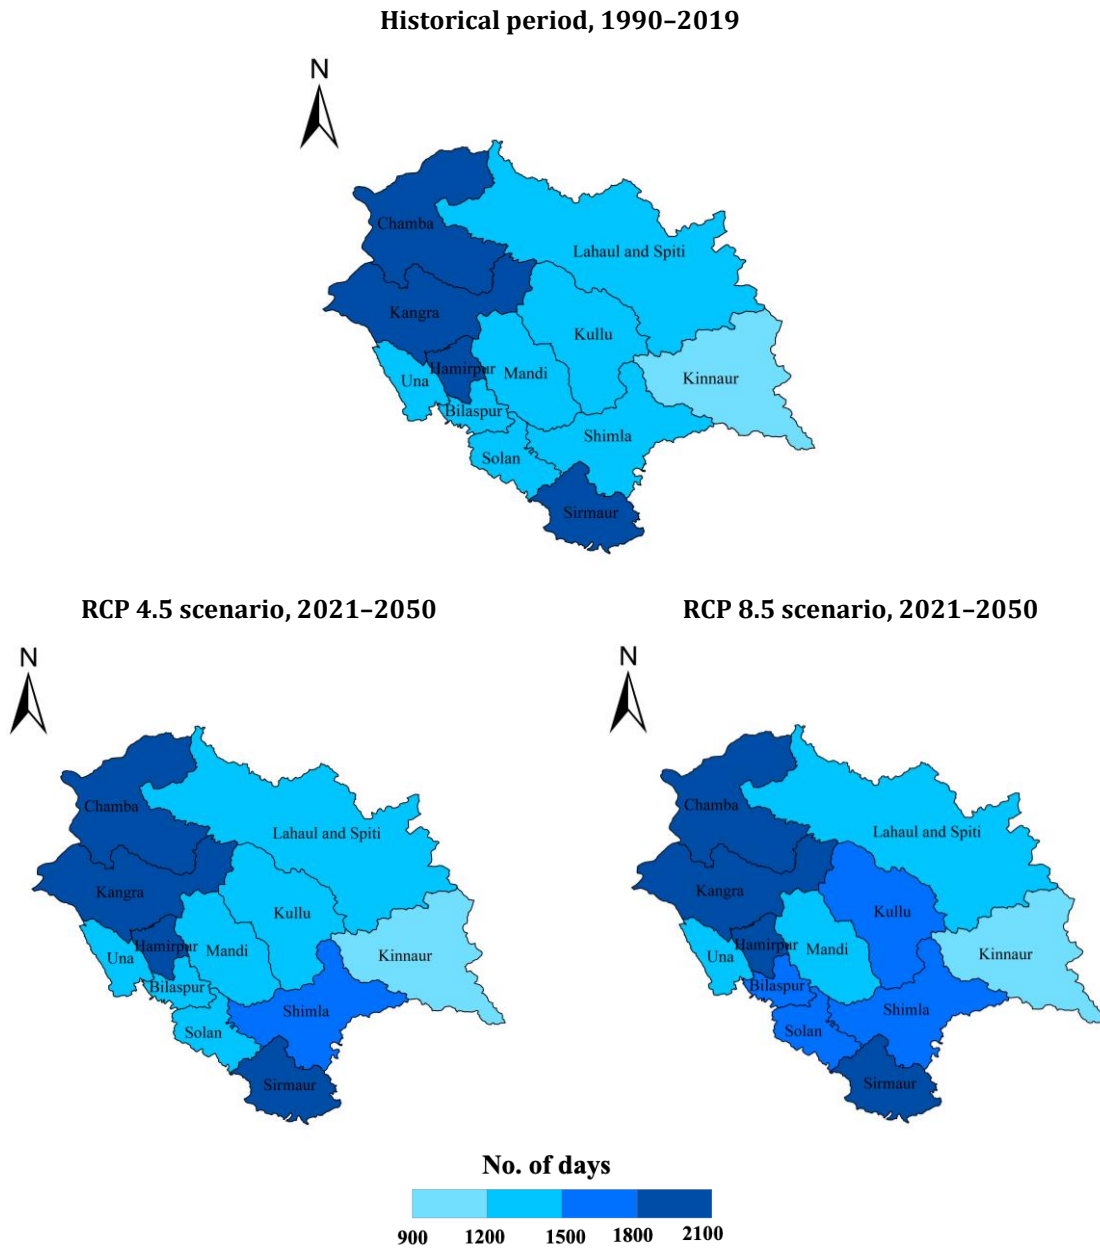 Historical period, 1990–2019
N
Chamba
Lahaul and Spiti
Kangra
Kullu
Hamirpur
Mandi
Una
Kinnaur
Bilaspur
Shimla
Solan
Sirmaur
RCP 4.5 scenario, 2021–2050
N
Chamba
Lahaul and Spiti
Kangra
Kullu
Hamirpur
Mandi
Una
Kinnaur
Bilaspur
Shimla
Solan
Sirmaur
RCP 8.5 scenario, 2021–2050
N
Chamba
Lahaul and Spiti
Kangra
Kullu
Hamirpur
Mandi
Una
Kinnaur
Bilaspur
Shimla
Solan
Sirmaur
No. of days
900 1200 1500 1800 2100